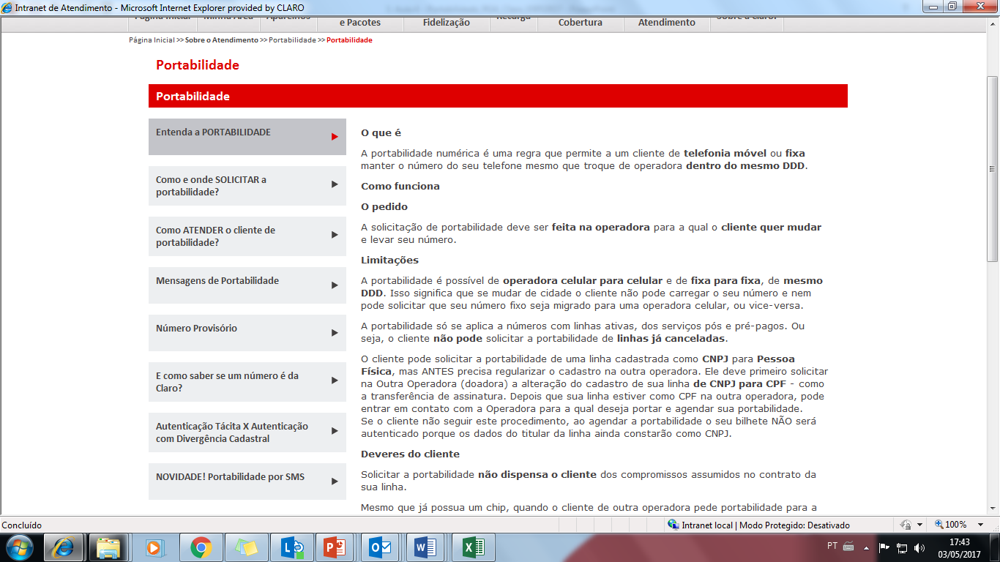 Intranet de Atendimento - Microsoft Internet Explorer provided by CLARO
Página Inicial Minha Área Aparelhos e Pacotes Fidelização Recarga Cobertura Atendimento Sobre a Claro.
Página Inicial >> Sobre o Atendimento >> Portabilidade >> Portabilidade
Portabilidade
Portabilidade
Entenda a PORTABILIDADE
Como e onde SOLICITAR a
portabilidade?
Como ATENDER o cliente de
portabilidade?
Mensagens de Portabilidade
Número Provisório
E como saber se um número é da
Claro?
Autenticação Tácita X Autenticação
com Divergência Cadastral
NOVIDADE! Portabilidade por SMS
O que é
A portabilidade numérica é uma regra que permite a um cliente de telefonia móvel ou fixa
manter o número do seu telefone mesmo que troque de operadora dentro do mesmo DDD.
Como funciona
O pedido
A solicitação de portabilidade deve ser feita na operadora para a qual o cliente quer mudar
e levar seu número.
Limitações
A portabilidade é possível de operadora celular para celular e de fixa para fixa, de mesmo
DDD. Isso significa que se mudar de cidade o cliente não pode carregar o seu número e nem
pode solicitar que seu número fixo seja migrado para uma operadora celular, ou vice-versa.
A portabilidade só se aplica a números com linhas ativas, dos serviços pós e pré-pagos. Ou
seja, o cliente não pode solicitar a portabilidade de linhas já canceladas.
O cliente pode solicitar a portabilidade de uma linha cadastrada como CNPJ para Pessoa
Física, mas ANTES precisa regularizar o cadastro na outra operadora. Ele deve primeiro solicitar
na Outra Operadora (doadora) a alteração do cadastro de sua linha de CNPJ para CPF - como
a transferência de assinatura. Depois que sua linha estiver como CPF na outra operadora, pode
entrar em contato com a Operadora para a qual deseja portar e agendar sua portabilidade.
Se o cliente não seguir este procedimento, ao agendar a portabilidade o seu bilhete NÃO será
autenticado porque os dados do titular da linha ainda constarão como CNPJ.
Deveres do cliente
Solicitar a portabilidade não dispensa o cliente dos compromissos assumidos no contrato da
sua linha.
Mesmo que já possua um chip, quando o cliente de outra operadora pede portabilidade para a
Concluído
Intranet local | Modo Protegido: Desativado
100%
PT
17:43
03/05/2017